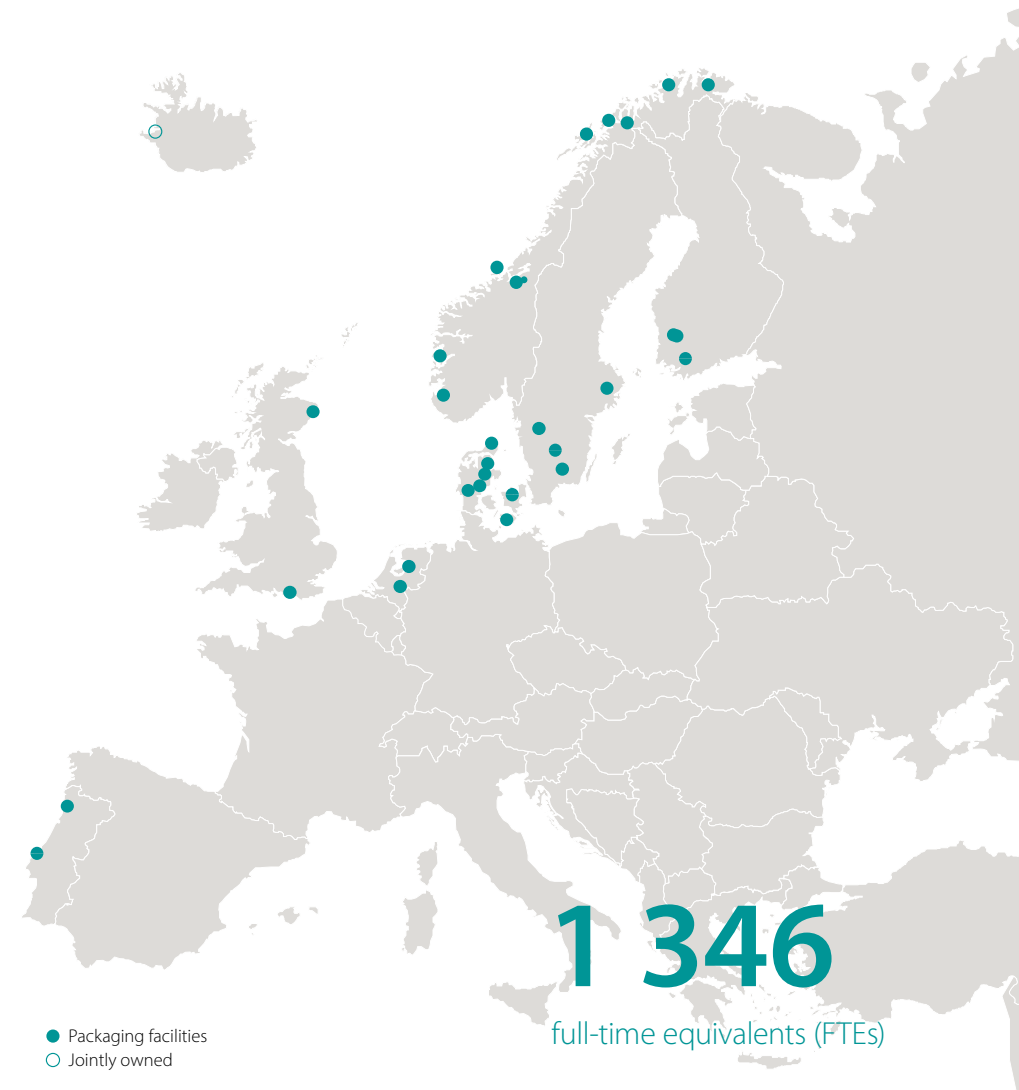 1 346
full-time equivalents (FTEs)
Packaging facilities
Jointly owned